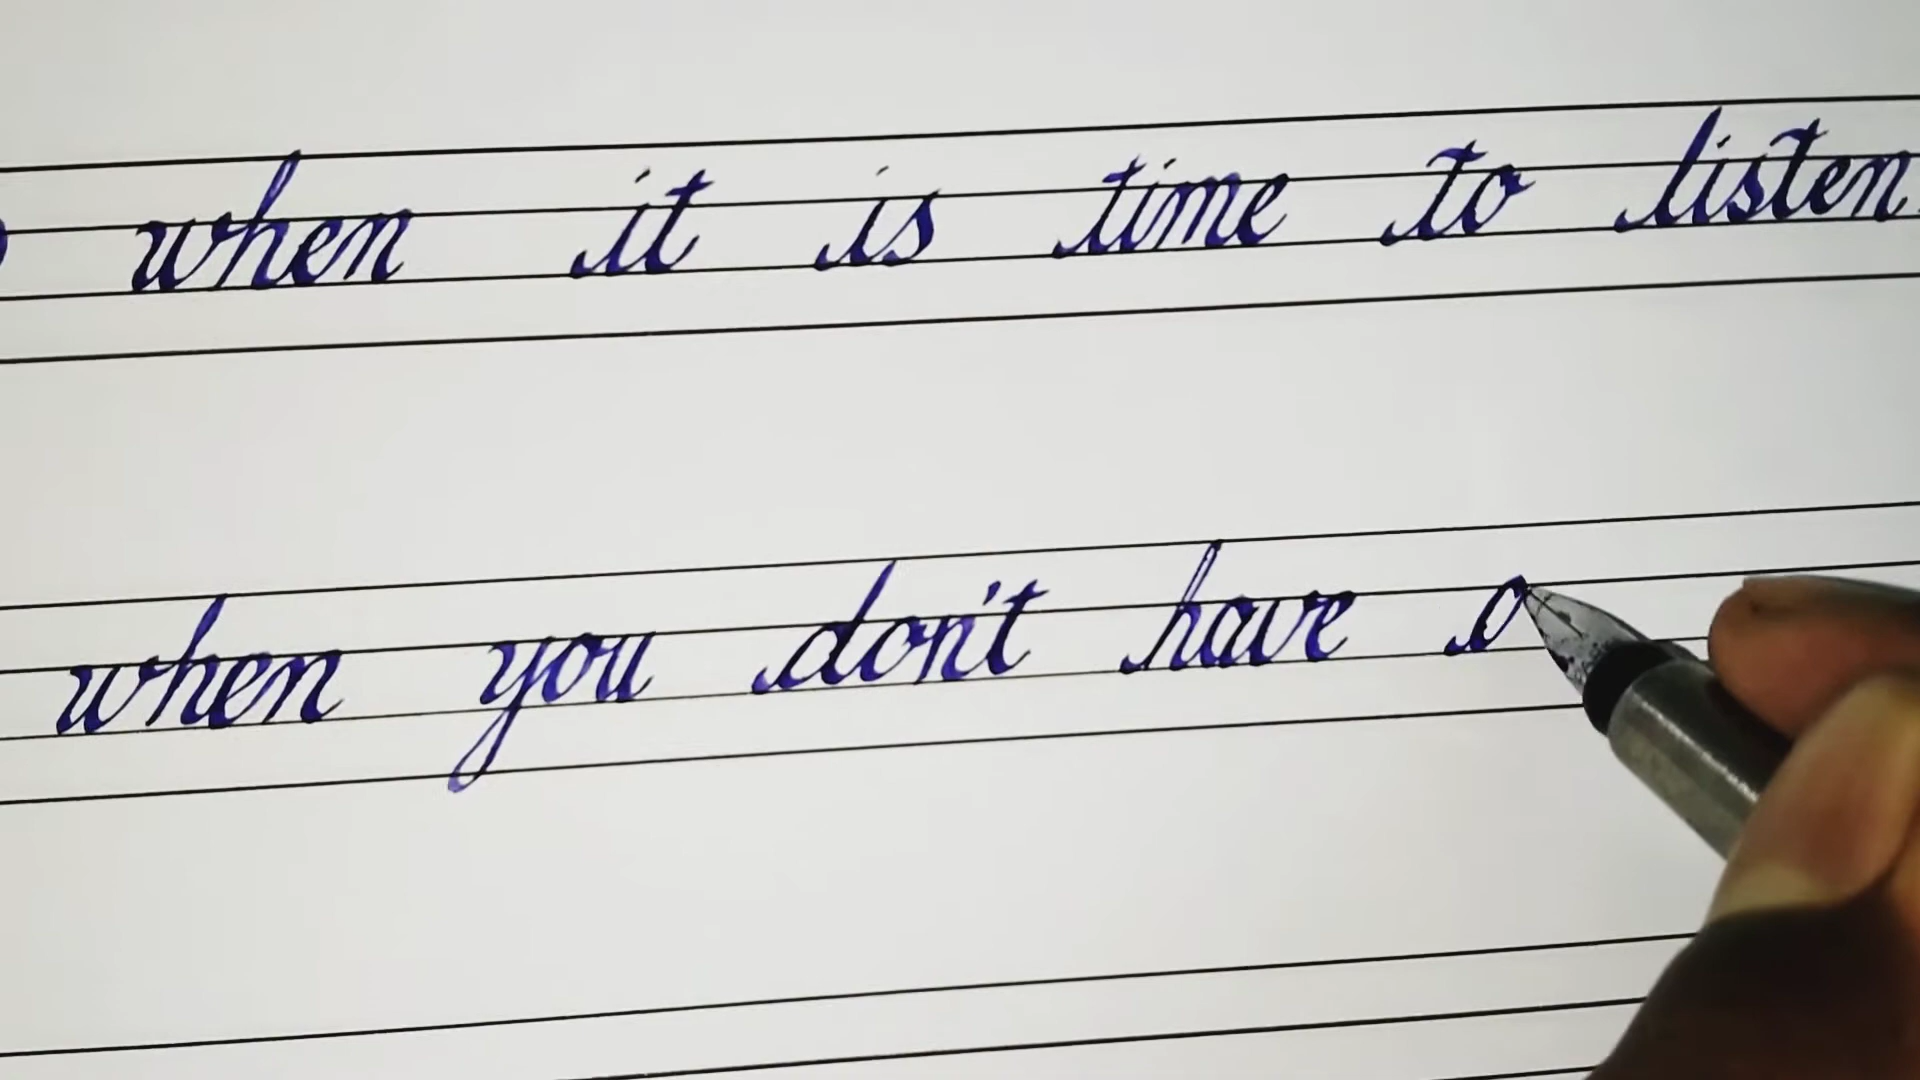 when it is time to listen.
when you don't have